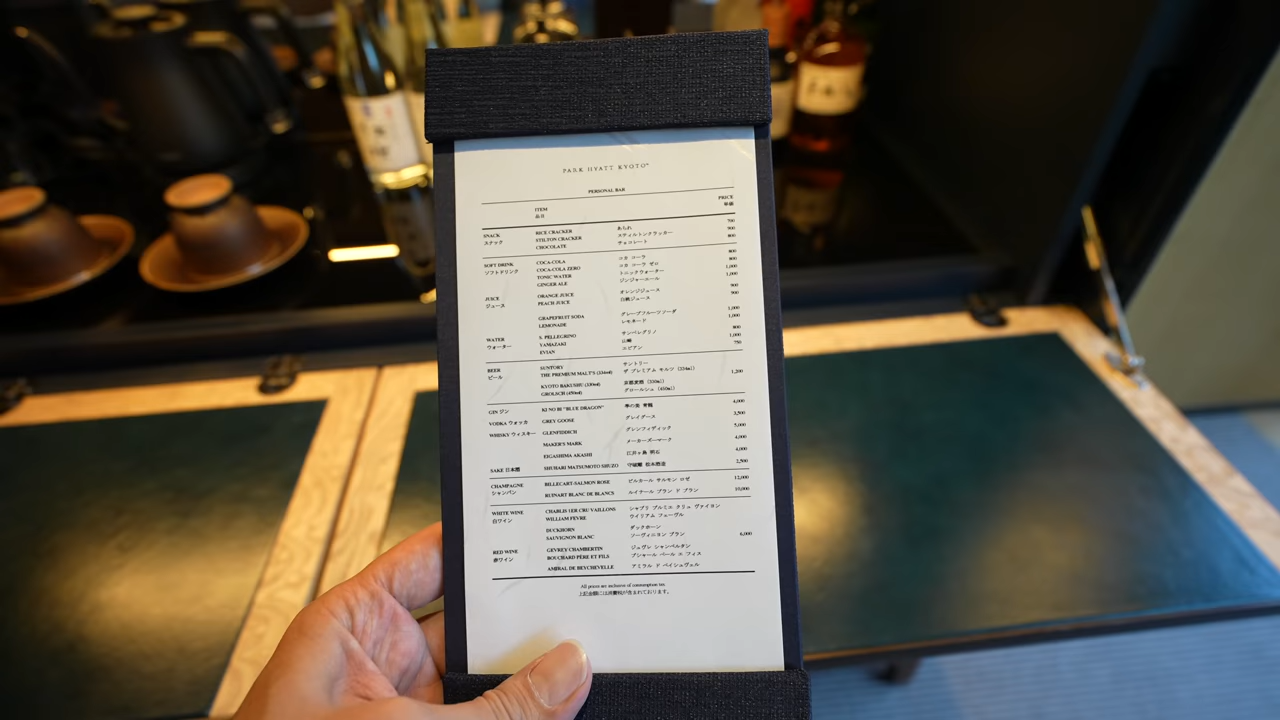 PARK HYATT KYOTO™
PERSONAL BAR
ITEM PRICE
品目 単価
SNACK RICE CRACKER あられ 700
スナック STILTON CRACKER スティルトンクラッカー 900
CHOCOLATE チョコレート 800
SOFT DRINK COCA-COLA コカ コーラ 800
ソフトドリンク COCA-COLA ZERO コカ コーラ ゼロ 800
TONIC WATER トニックウォーター 1,000
GINGER ALE ジンジャーエール 1,000
JUICE ORANGE JUICE オレンジジュース 900
ジュース PEACH JUICE 白桃ジュース 900
GRAPEFRUIT SODA グレープフルーツソーダ 1,000
LEMONADE レモネード 1,000
WATER S. PELLEGRINO サンペレグリノ 800
ウォーター YAMAZAKI 山崎 1,000
EVIAN エビアン 750
BEER SUNTORY サントリー
ビール THE PREMIUM MALT'S (334ml) ザ プレミアム モルツ (334ml) 1,200
KYOTO BAKUSHU (330ml) 京都麦酒 (330ml)
GROLSCH (450ml) グロールシュ (450ml)
GIN ジン KI NO BI "BLUE DRAGON" 季の美 青龍 4,000
VODKA ウォッカ GREY GOOSE グレイグース 3,500
WHISKY ウィスキー GLENFIDDICH グレンフィディック 5,000
MAKER'S MARK メーカーズーマーク 4,000
EIGASHIMA AKASHI 江井ヶ島 明石 4,000
SAKE 日本酒 SHUHARI MATSUMOTO SHUZO 守破離 松本酒造 2,500
CHAMPAGNE BILLECART-SALMON ROSE ビルカール サルモン ロゼ 12,000
シャンパン RUINART BLANC DE BLANCS ルイナール ブラン ド ブラン 10,000
WHITE WINE CHABLIS 1ER CRU VAILLONS シャブリ プルミエ クリュ ヴァイヨン
白ワイン WILLIAM FEVRE ウイリアム フェーヴル
DUCKHORN ダックホーン
SAUVIGNON BLANC ソーヴィニヨン ブラン 6,000
RED WINE GEVREY CHAMBERTIN ジュヴレ シャンベルタン
赤ワイン BOUCHARD PÈRE ET FILS ブシャール ペール エ フィス
AMIRAL DE BEYCHEVELLE アミラル ド ベイシュヴェル
All prices are inclusive of consumption tax.
上記金額には消費税が含まれております。